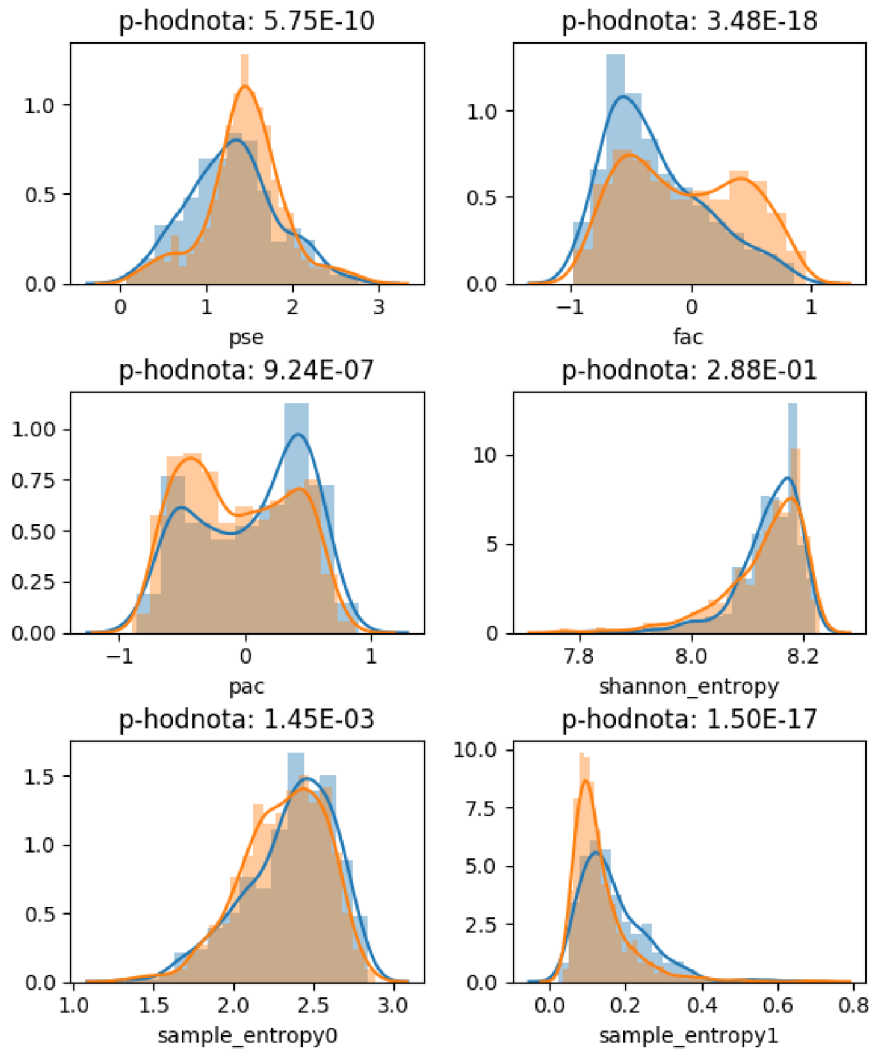 p-hodnota: 5.75E-10
1.0
0.5
0.0
0 1 2 3
pse
p-hodnota: 3.48E-18
1.0
0.5
0.0
−1 0 1
fac
p-hodnota: 9.24E-07
1.00
0.75
0.50
0.25
0.00
−1 0 1
pac
p-hodnota: 2.88E-01
10
5
0
7.8 8.0 8.2
shannon_entropy
p-hodnota: 1.45E-03
1.5
1.0
0.5
0.0
1.0 1.5 2.0 2.5 3.0
sample_entropy0
p-hodnota: 1.50E-17
10.0
7.5
5.0
2.5
0.0
0.0 0.2 0.4 0.6 0.8
sample_entropy1